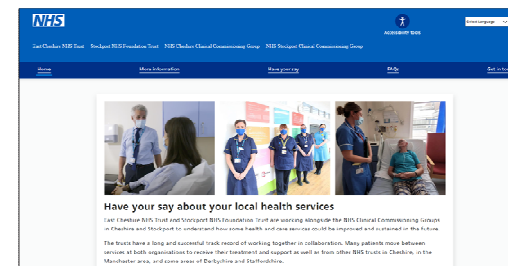 NHS
Accessibility tools
Select Language
East Cheshire NHS Trust Stockport NHS Foundation Trust NHS Cheshire Clinical Commissioning Group NHS Stockport Clinical Commissioning Group
Home More information Have your say FAQs Get in to
Have your say about your local health services
East Cheshire NHS Trust and Stockport NHS Foundation Trust are working alongside the NHS Clinical Commissioning Groups
in Cheshire and Stockport to understand how some health and care services could be improved and sustained in the future.
The trusts have a long and successful track record of working together in collaboration. Many patients move between
services at both organisations to receive their treatment and support as well as from other NHS trusts in Cheshire, in the
Manchester area, and some areas of Derbyshire and Staffordshire.